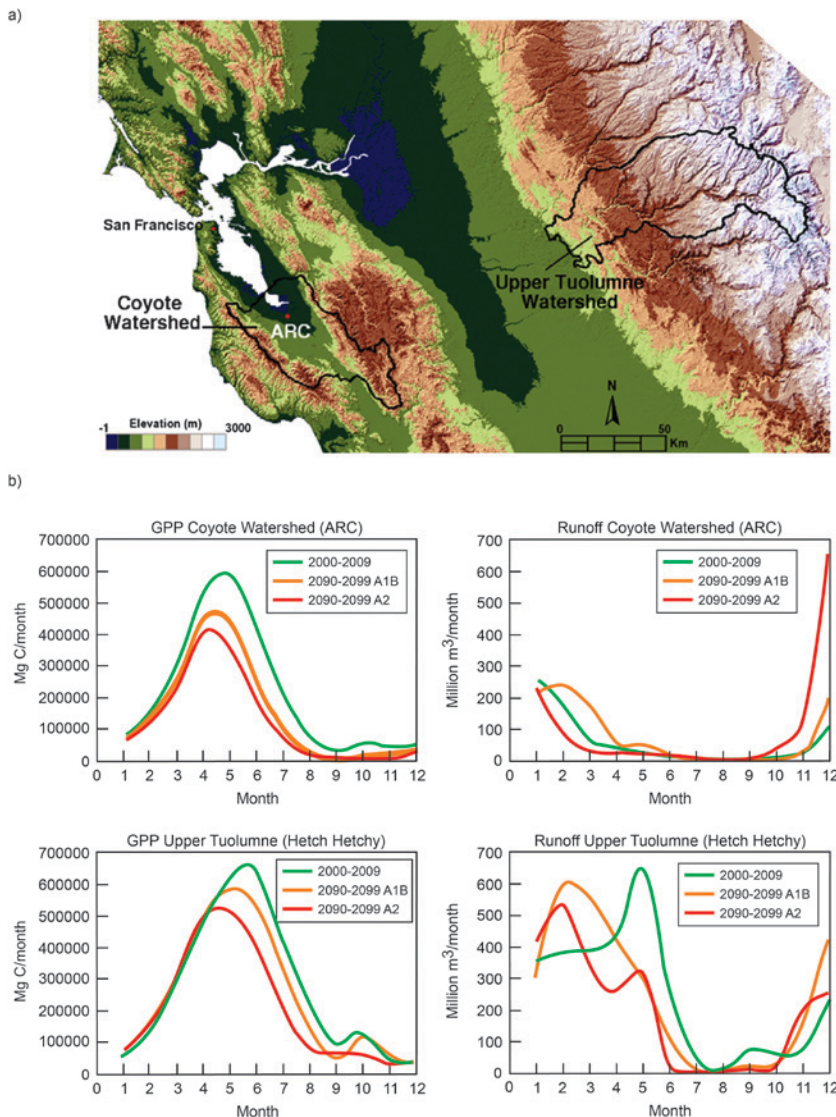 a)
San Francisco
Coyote
Watershed
ARC
Upper Tuolumne
Watershed
N
-1 Elevation (m) 3000
0 50
Km
b)
GPP Coyote Watershed (ARC)
700000
600000
500000
400000
300000
200000
100000
0
Mg C/month
2000-2009
2090-2099 A1B
2090-2099 A2
0 1 2 3 4 5 6 7 8 9 10 11 12
Month
Runoff Coyote Watershed (ARC)
700
600
500
400
300
200
100
0
Million m³/month
2000-2009
2090-2099 A1B
2090-2099 A2
0 1 2 3 4 5 6 7 8 9 10 11 12
Month
GPP Upper Tuolumne (Hetch Hetchy)
700000
600000
500000
400000
300000
200000
100000
0
Mg C/month
2000-2009
2090-2099 A1B
2090-2099 A2
0 1 2 3 4 5 6 7 8 9 10 11 12
Month
Runoff Upper Tuolumne (Hetch Hetchy)
700
600
500
400
300
200
100
0
Million m³/month
2000-2009
2090-2099 A1B
2090-2099 A2
0 1 2 3 4 5 6 7 8 9 10 11 12
Month